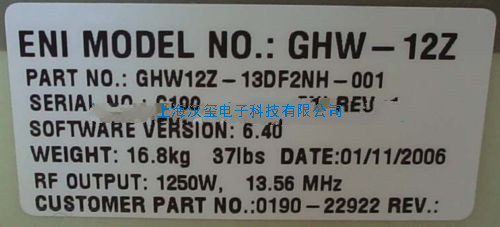 ENI MODEL NO.: GHW-12Z
PART NO.: GHW12Z-13DF2NH-001
SERIAL NO.: REV
上海汉玺电子科技有限公司
SOFTWARE VERSION: 6.40
WEIGHT: 16.8kg 37lbs DATE:01/11/2006
RF OUTPUT: 1250W, 13.56 MHz
CUSTOMER PART NO.:0190-22922 REV.: